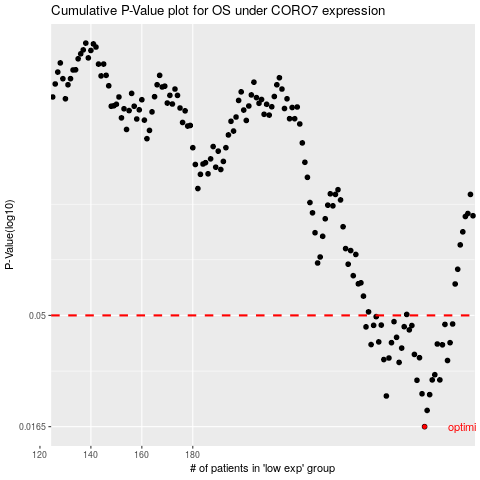 Cumulative P-Value plot for OS under CORO7 expression
P-Value(log10)
0.05
0.0165
optimi
120 140 160 180
# of patients in 'low exp' group